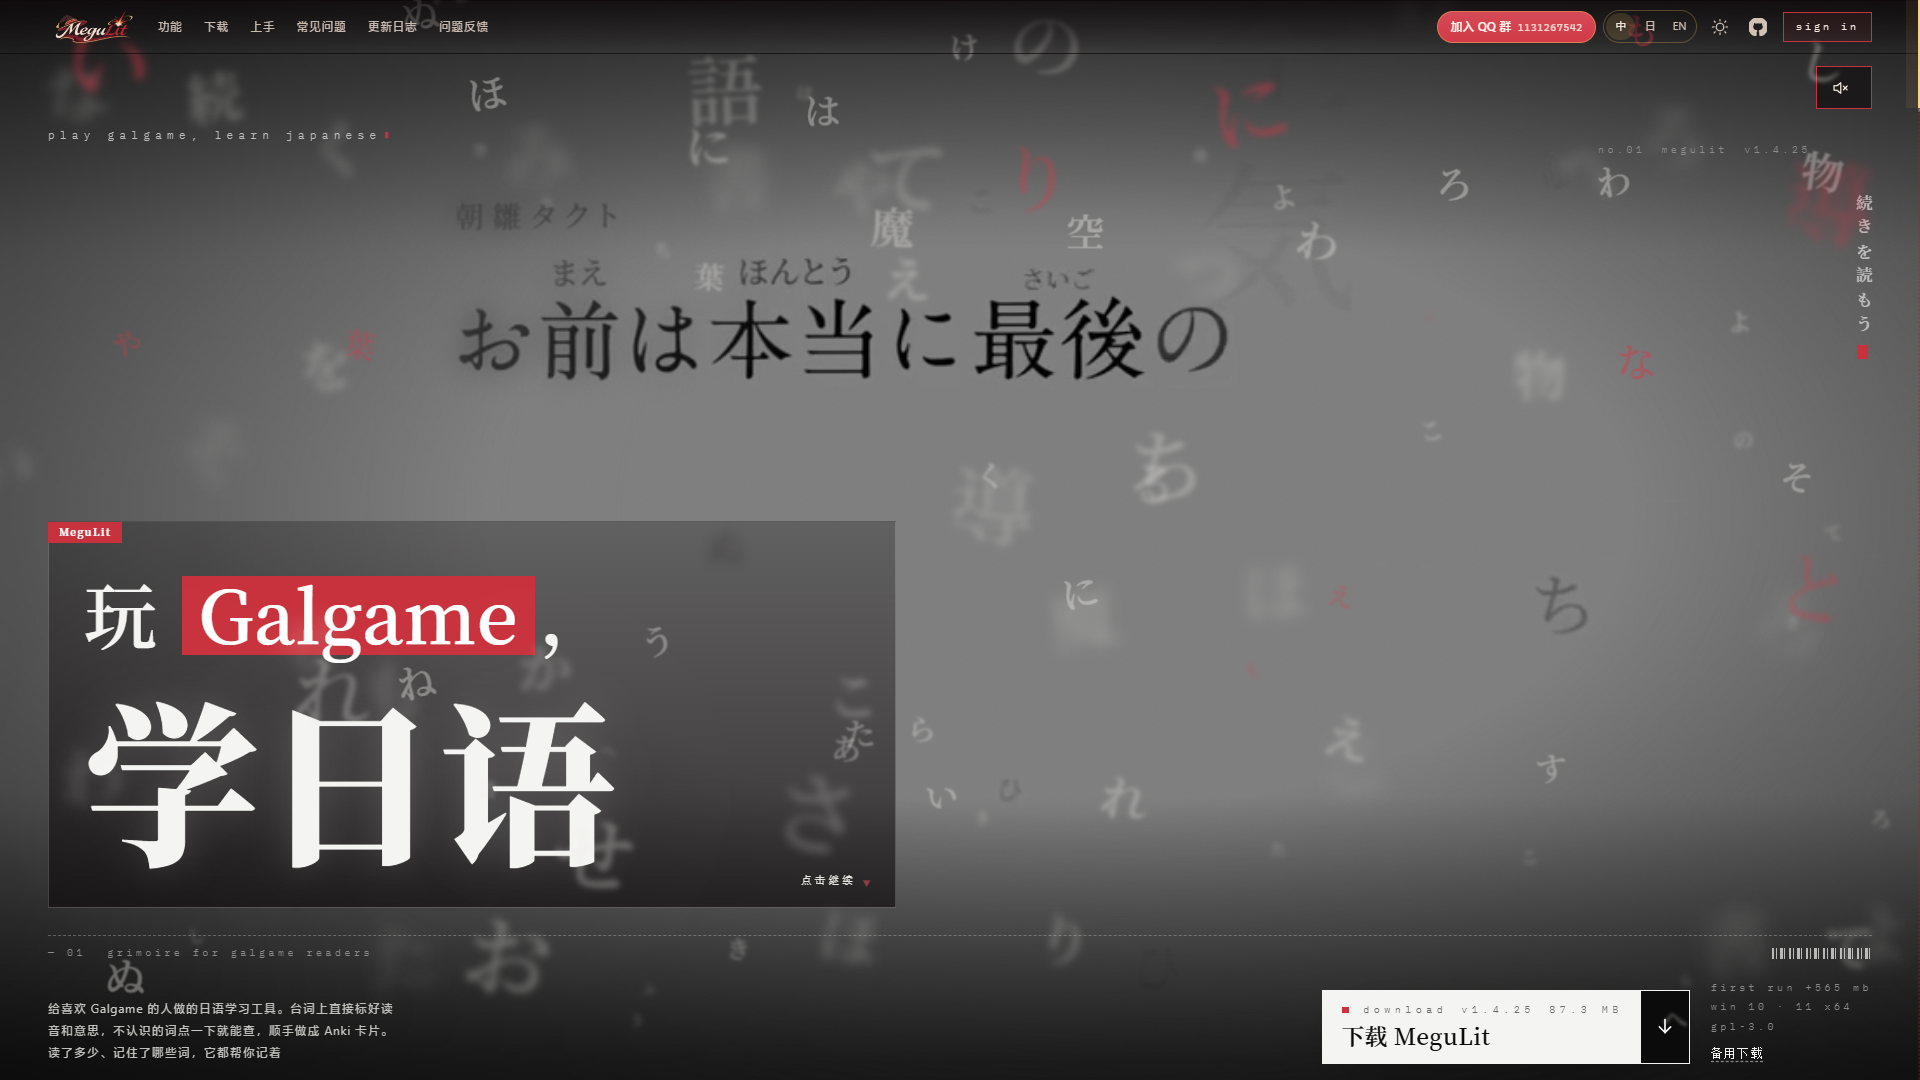 MeguLit
功能 下载 上手 常见问题 更新日志 问题反馈
加入 QQ 群 1131267542
中 日 EN
sign in
play galgame, learn japanese
no.01 megulit v1.4.25
続きを読もう
朝雛タクト
まえ ほんとう さいご
お前は本当に最後の
MeguLit
玩 Galgame，
学日语
点击继续
— 01 grimoire for galgame readers
给喜欢 Galgame 的人做的日语学习工具。台词上直接标好读
音和意思，不认识的词点一下就能查，顺手做成 Anki 卡片。
读了多少、记住了哪些词，它都帮你记着
download v1.4.25 87.3 MB
下载 MeguLit
first run +565 mb
win 10 · 11 x64
gpl-3.0
备用下载